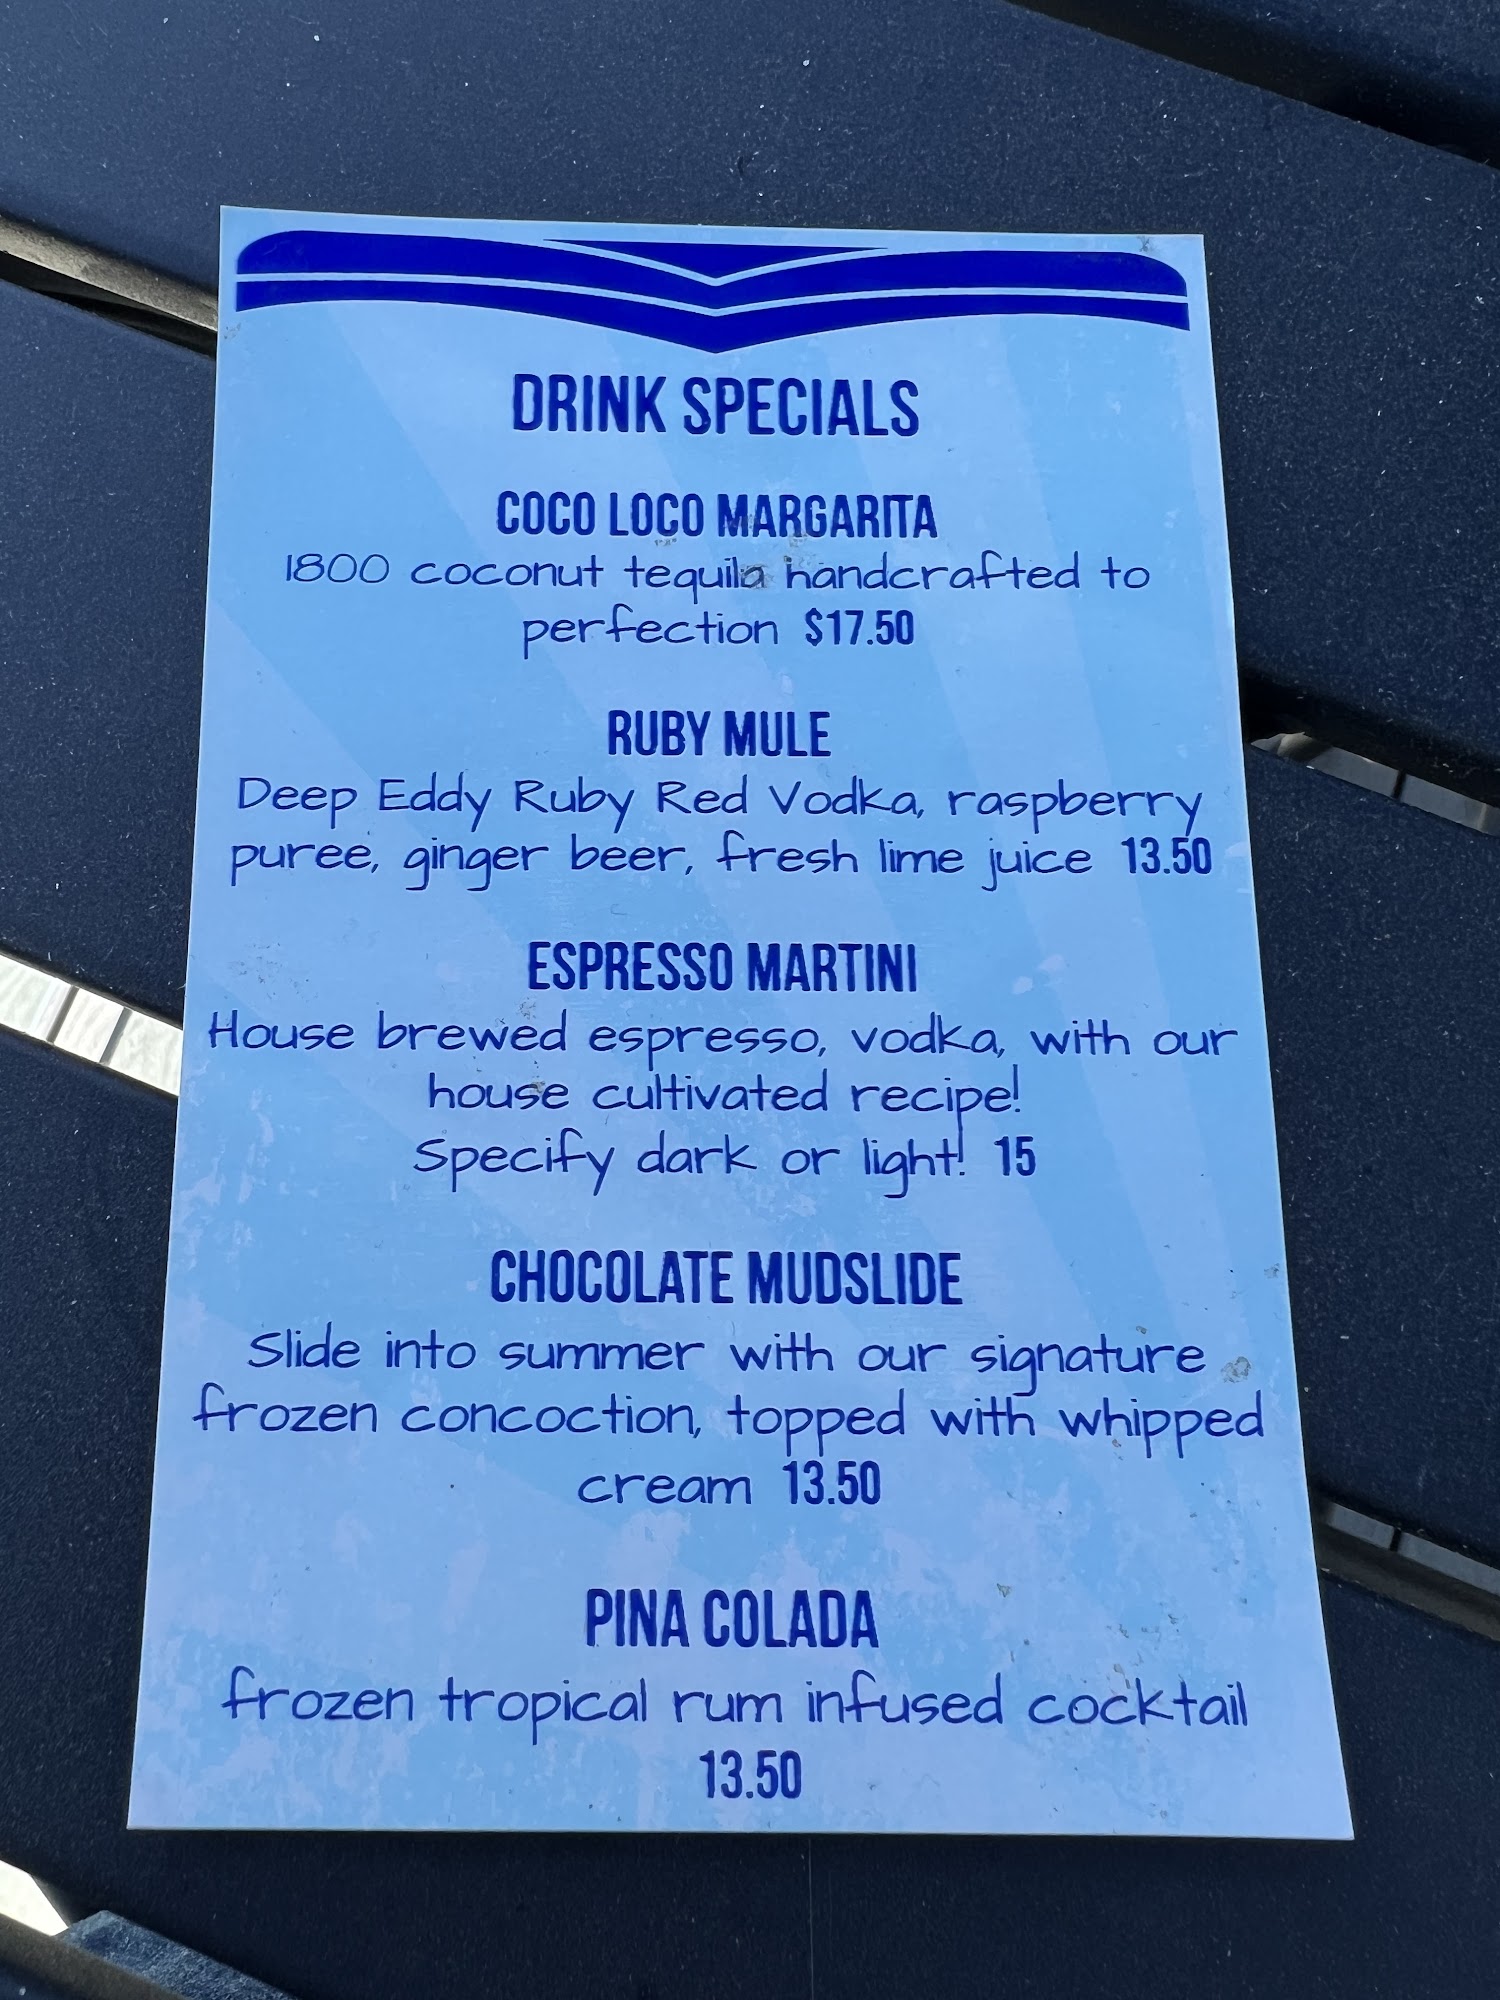 DRINK SPECIALS
COCO LOCO MARGARITA
1800 coconut tequila handcrafted to
perfection $17.50
RUBY MULE
Deep Eddy Ruby Red Vodka, raspberry
puree, ginger beer, fresh lime juice 13.50
ESPRESSO MARTINI
House brewed espresso, vodka, with our
house cultivated recipe!
Specify dark or light! 15
CHOCOLATE MUDSLIDE
Slide into summer with our signature
frozen concoction, topped with whipped
cream 13.50
PINA COLADA
frozen tropical rum infused cocktail
13.50